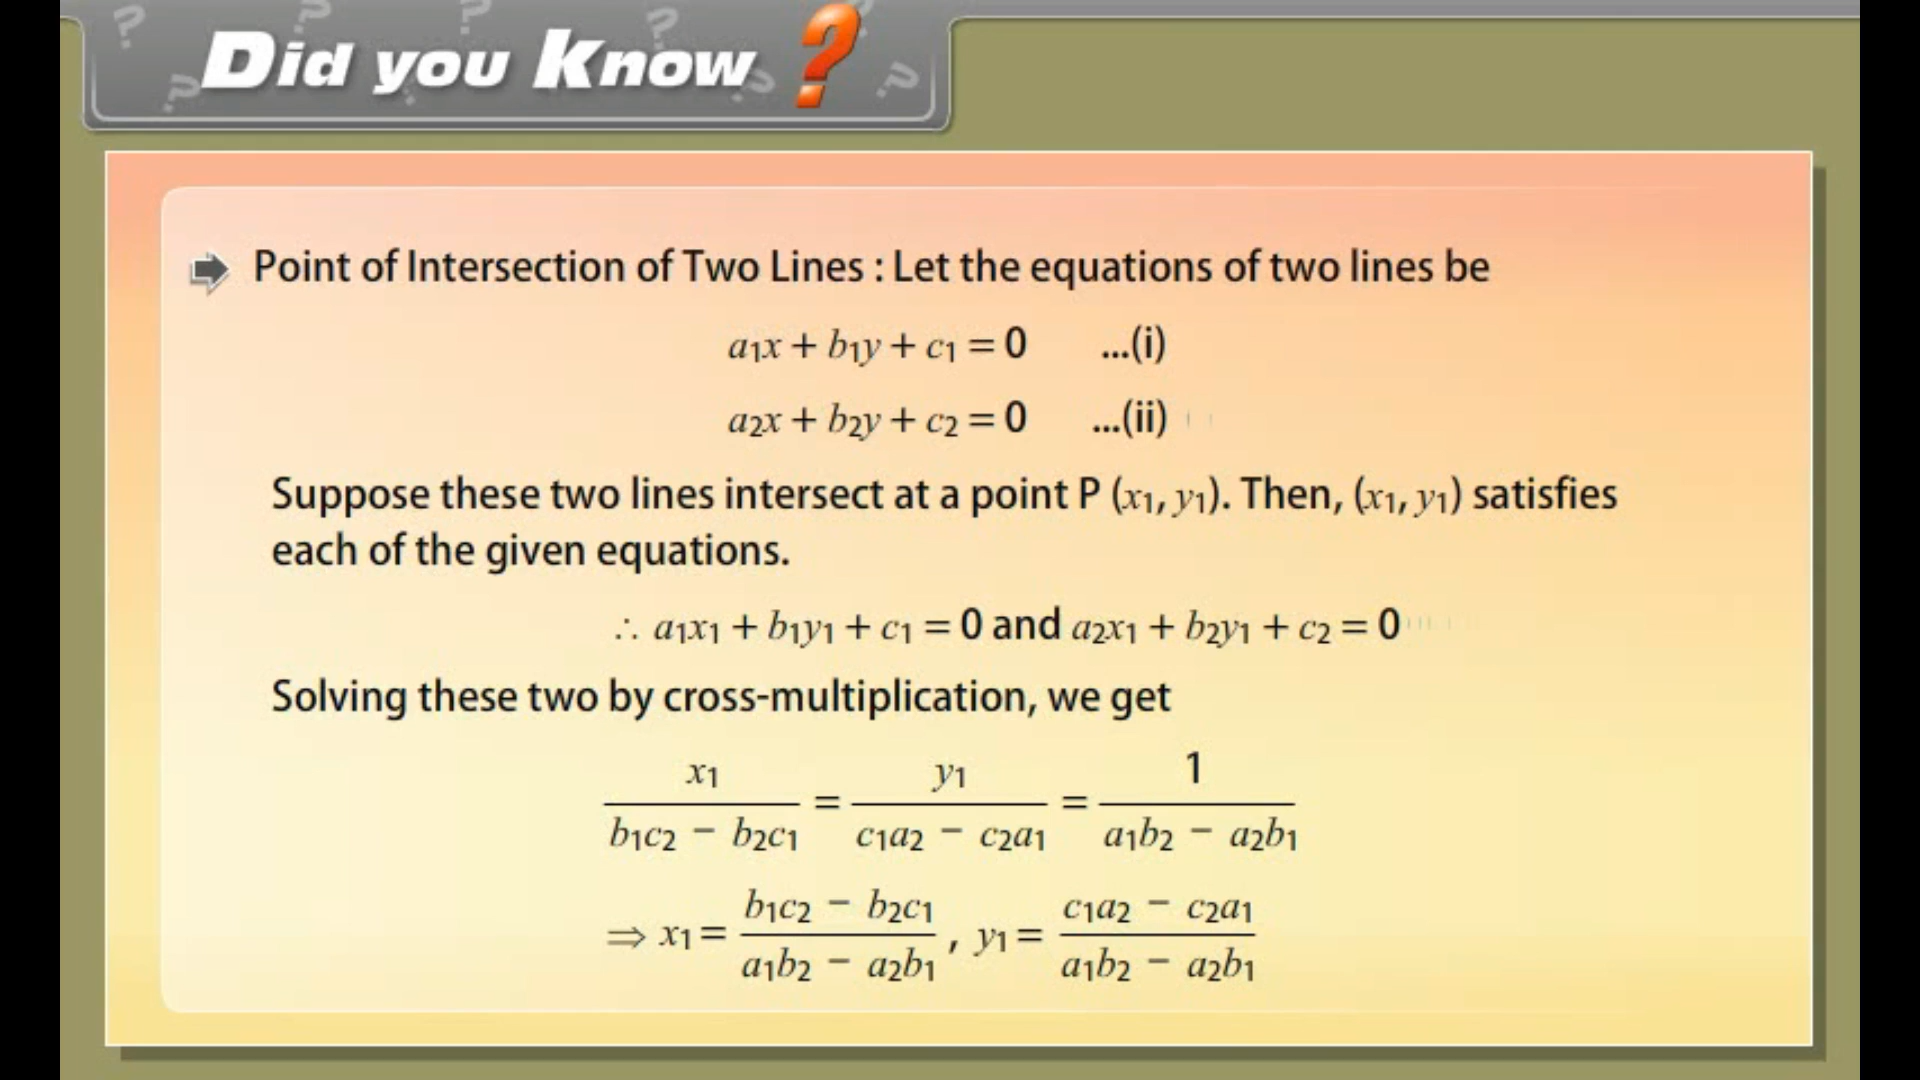 Did you Know ?
Point of Intersection of Two Lines : Let the equations of two lines be
a₁x + b₁y + c₁ = 0 ...(i)
a₂x + b₂y + c₂ = 0 ...(ii)
Suppose these two lines intersect at a point P (x₁, y₁). Then, (x₁, y₁) satisfies
each of the given equations.
∴ a₁x₁ + b₁y₁ + c₁ = 0 and a₂x₁ + b₂y₁ + c₂ = 0
Solving these two by cross-multiplication, we get
x₁/(b₁c₂ − b₂c₁) = y₁/(c₁a₂ − c₂a₁) = 1/(a₁b₂ − a₂b₁)
⇒ x₁ = (b₁c₂ − b₂c₁)/(a₁b₂ − a₂b₁) , y₁ = (c₁a₂ − c₂a₁)/(a₁b₂ − a₂b₁)